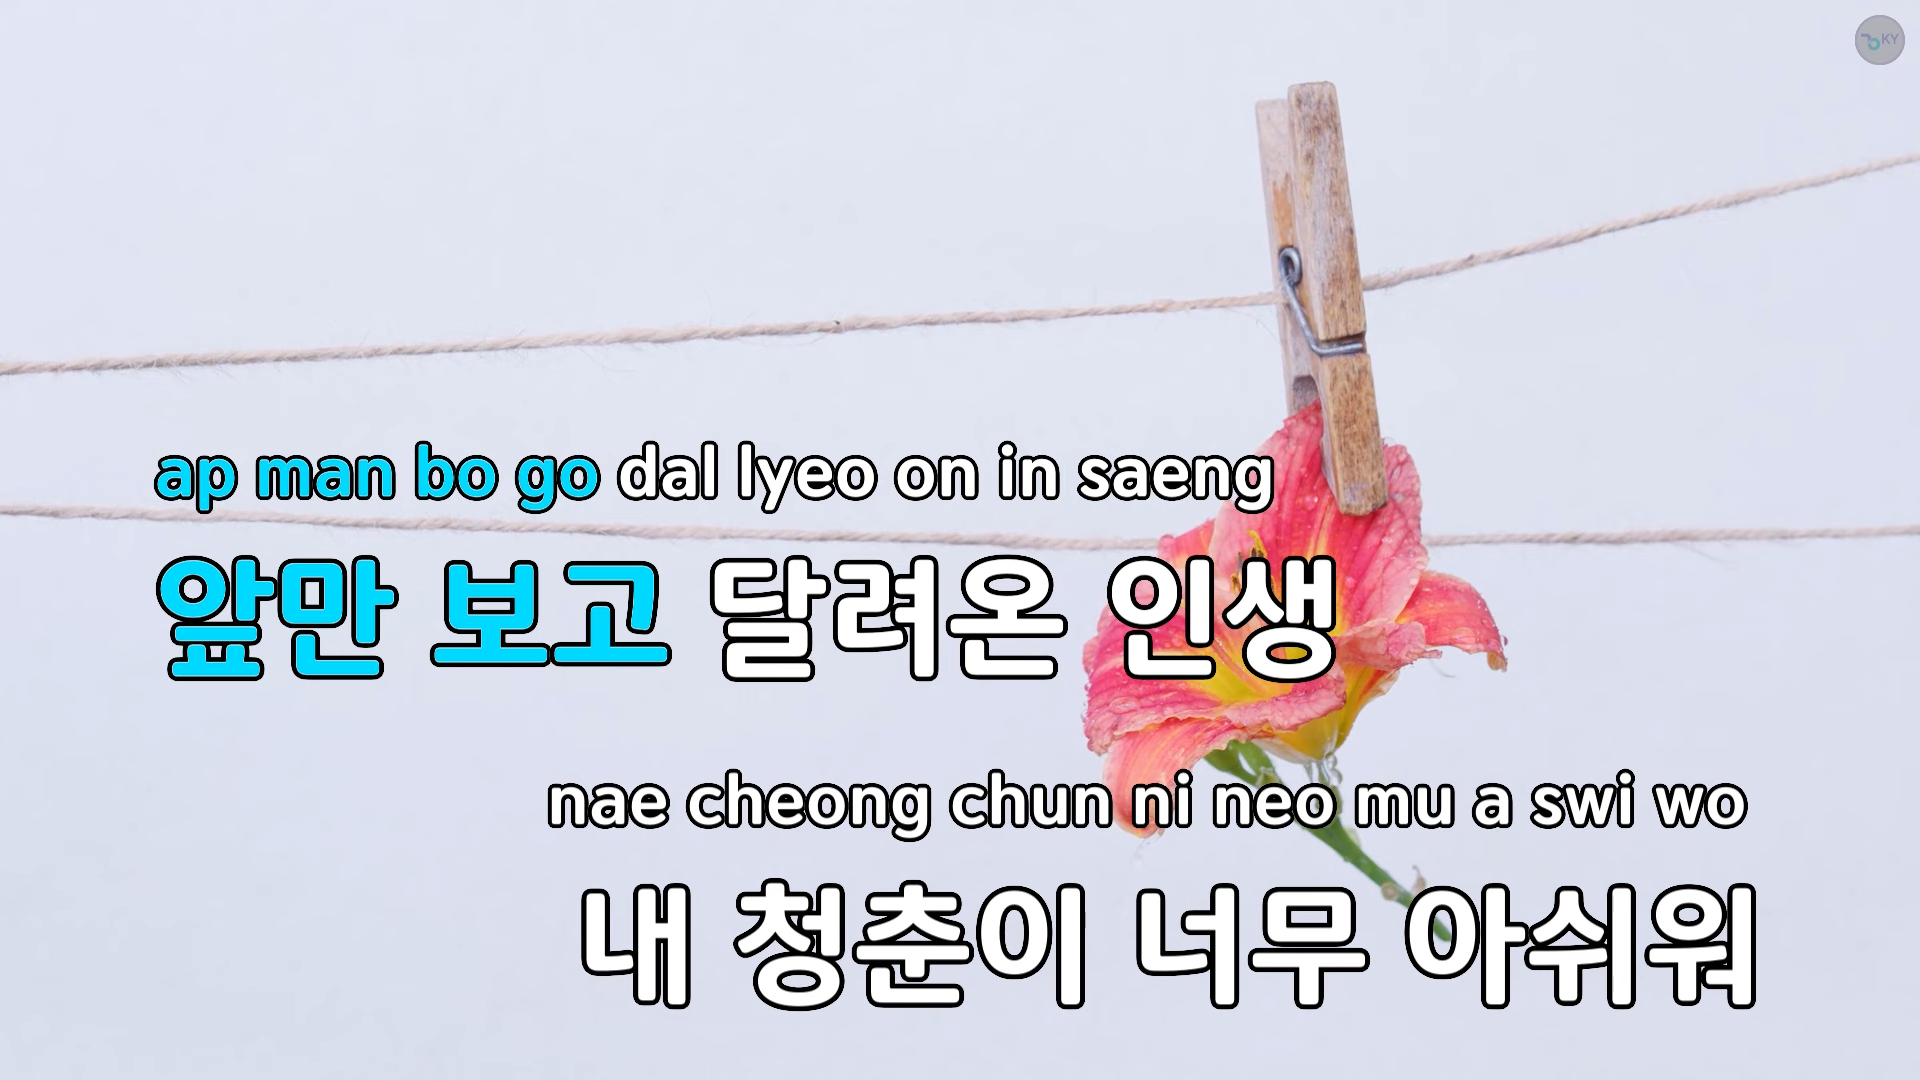 KY
ap man bo go dal lyeo on in saeng
앞만 보고 달려온 인생
nae cheong chun ni neo mu a swi wo
내 청춘이 너무 아쉬워